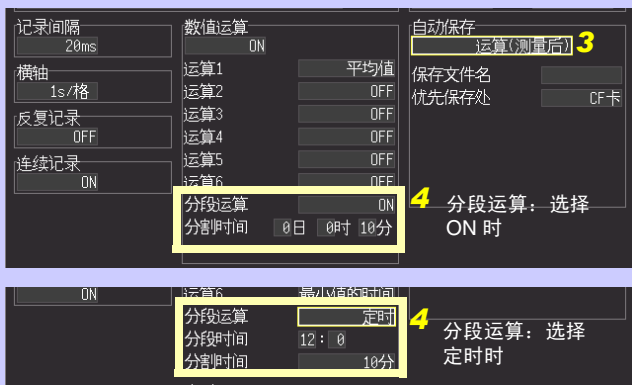 记录间隔
20ms
横轴
1s/格
反复记录
OFF
连续记录
ON
数值运算
ON
运算1 平均值
运算2 OFF
运算3 OFF
运算4 OFF
运算5 OFF
运算6 OFF
分段运算 ON
分割时间 0日 0时 10分
自动保存
运算(测量后) 3
保存文件名
优先保存处 CF卡
4 分段运算：选择
ON 时
ON
运算6 最小值的时间
分段运算 定时
分段时间 12: 0
分割时间 10分
4 分段运算：选择
定时时